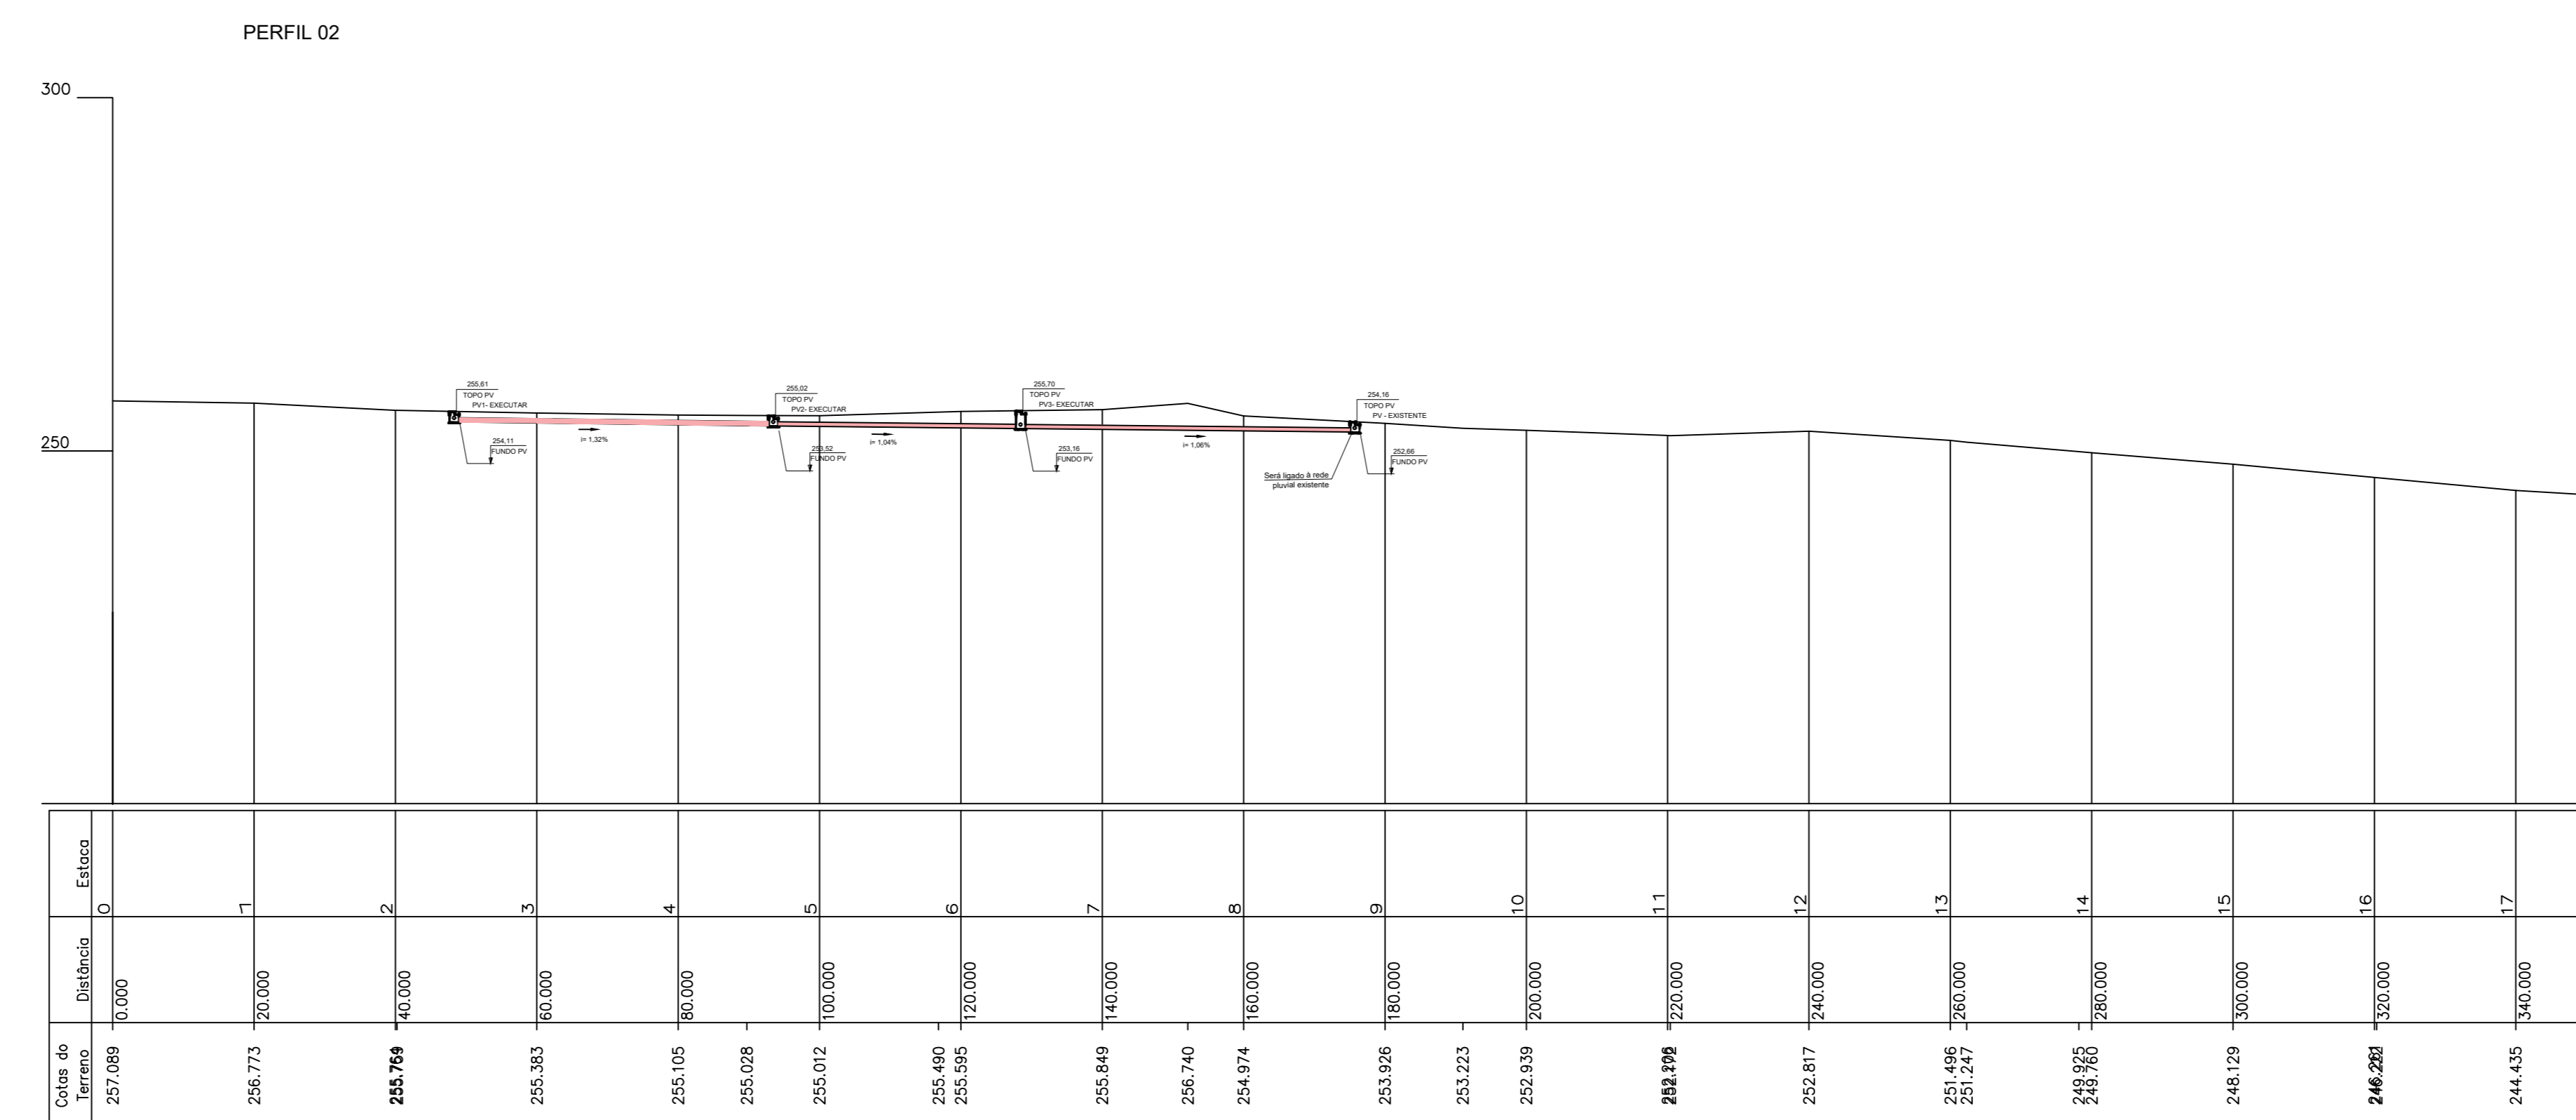 PERFIL 02
300
250
255,61
TOPO PV
PV1- EXECUTAR
254,11
FUNDO PV
i= 1,32%
255,02
TOPO PV
PV2- EXECUTAR
253,52
FUNDO PV
i= 1,04%
255,70
TOPO PV
PV3- EXECUTAR
253,16
FUNDO PV
i= 1,06%
254,16
TOPO PV
PV - EXISTENTE
252,66
FUNDO PV
Será ligado à rede
pluvial existente
Estaca
0 1 2 3 4 5 6 7 8 9 10 11 12 13 14 15 16 17
Distância
0.000 20.000 40.000 60.000 80.000 100.000 120.000 140.000 160.000 180.000 200.000 220.000 240.000 260.000 280.000 300.000 320.000 340.000
Cotas do
Terreno
257.089 256.773 255.383 255.105 255.028 255.012 255.490 255.595 255.849 256.740 254.974 253.926 253.223 252.939 252.817 251.496 251.247 249.925 249.760 248.129 244.435